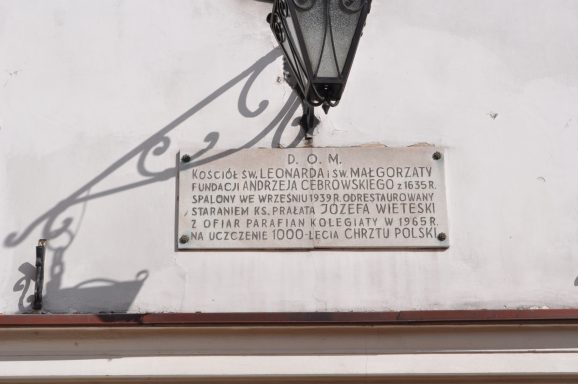 D. O. M.
KOŚCIÓŁ ŚW. LEONARDA i ŚW. MAŁGORZATY
FUNDACJI ANDRZEJA CEBROWSKIEGO z 1635 R.
SPALONY WE WRZEŚNIU 1939 R. ODRESTAUROWANY
STARANIEM KS. PRAŁATA JÓZEFA WIETESKI
Z OFIAR PARAFIAN KOLEGIATY W 1965 R.
NA UCZCZENIE 1000-LECIA CHRZTU POLSKI